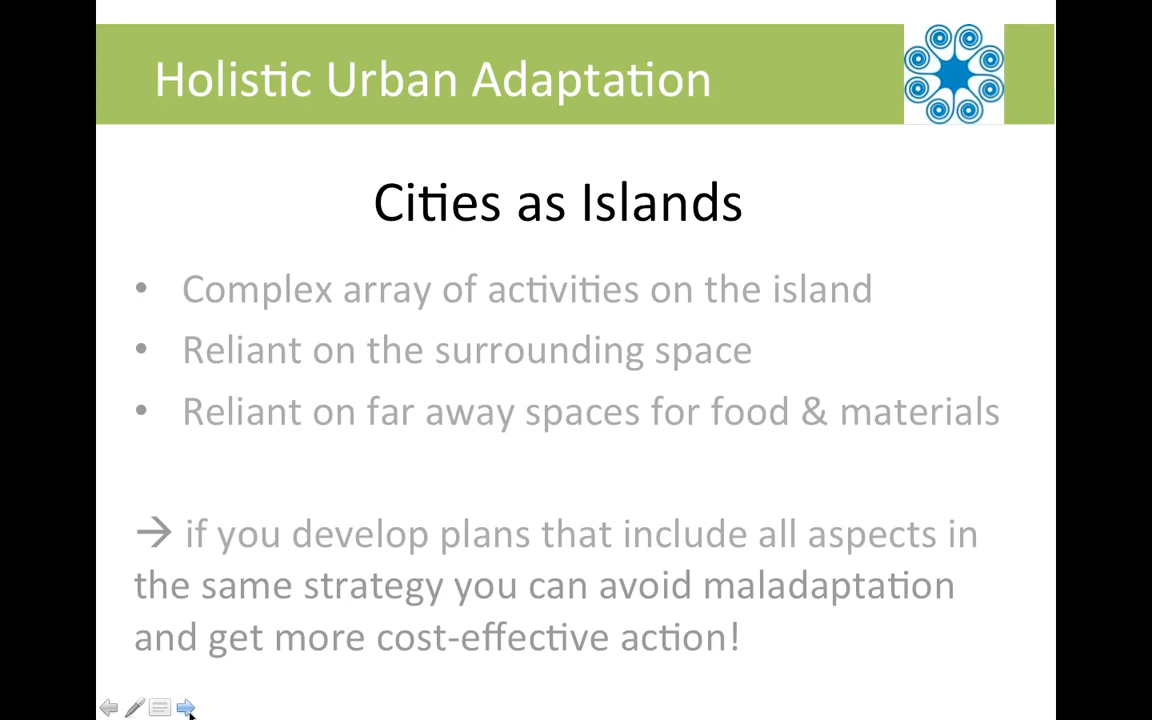 Holistic Urban Adaptation
Cities as Islands
• Complex array of activities on the island
• Reliant on the surrounding space
• Reliant on far away spaces for food & materials
→ if you develop plans that include all aspects in
the same strategy you can avoid maladaptation
and get more cost-effective action!